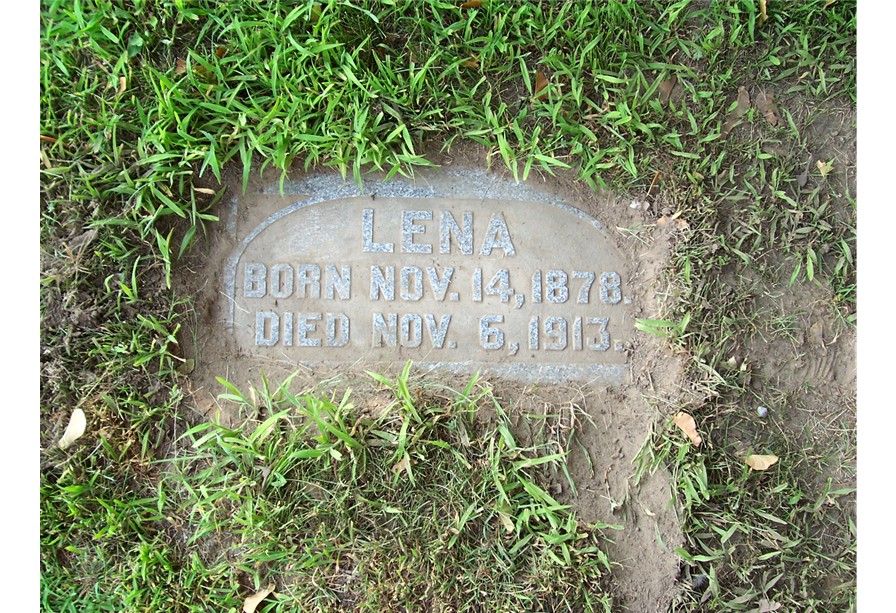 LENA
BORN NOV. 14, 1878.
DIED NOV. 6, 1913.